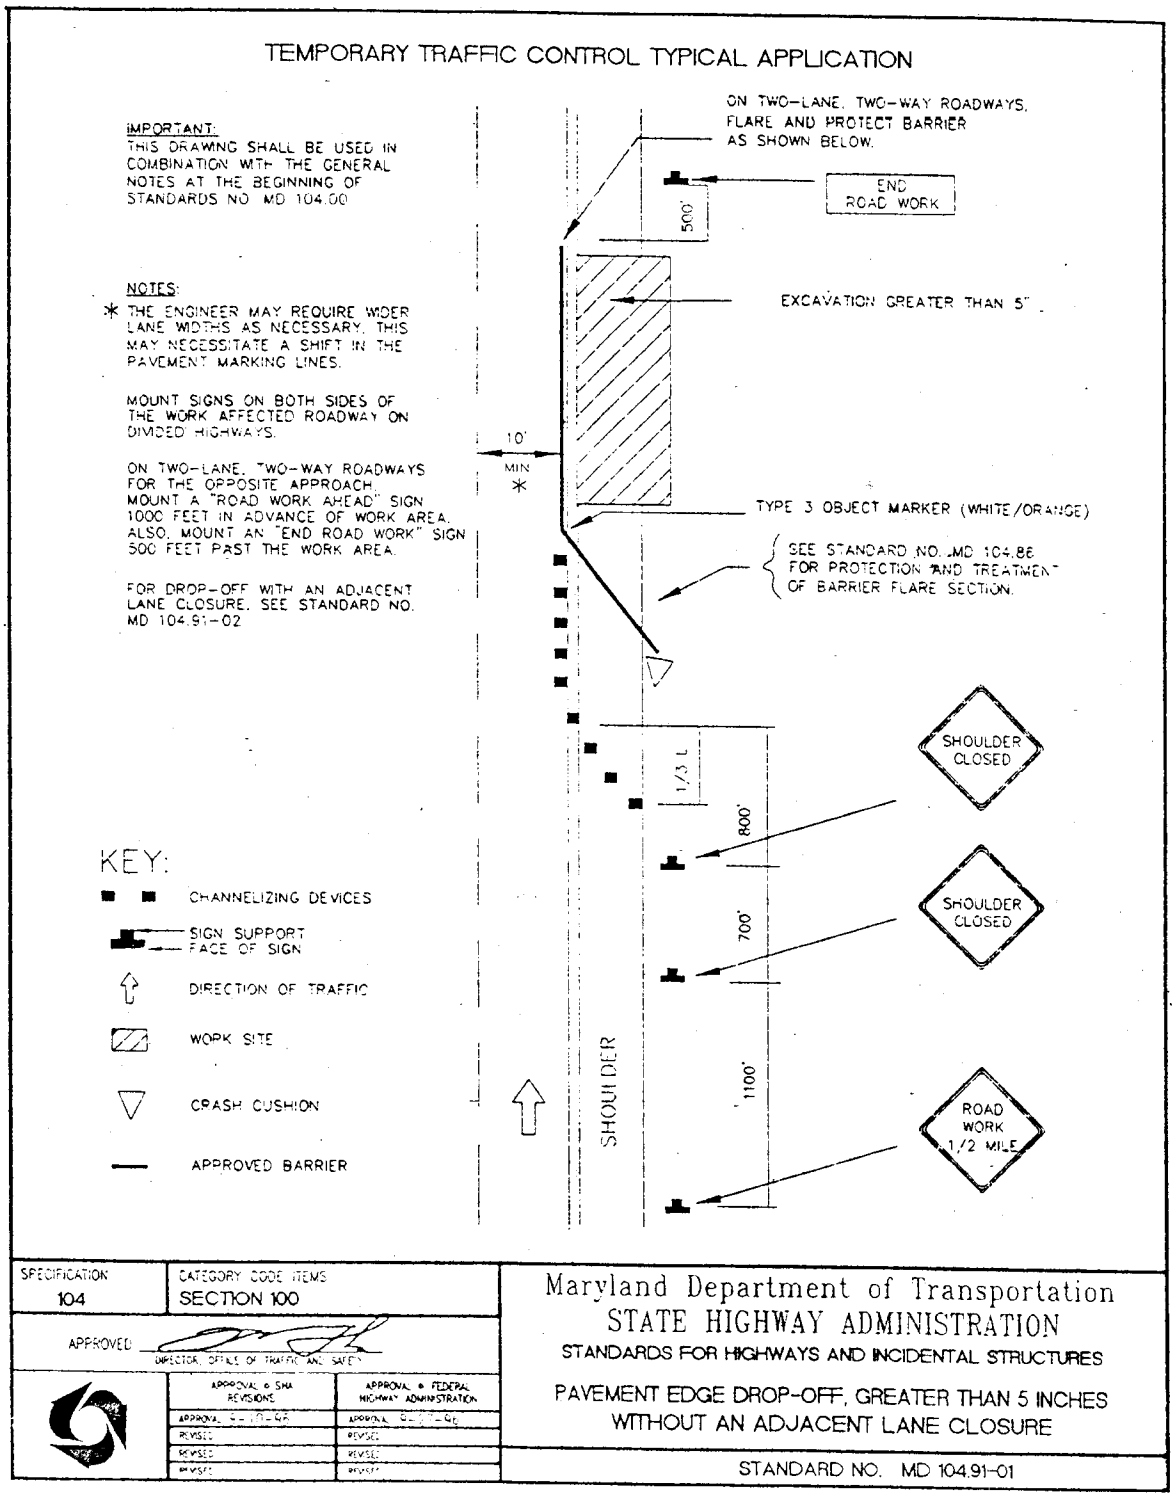 TEMPORARY TRAFFIC CONTROL TYPICAL APPLICATION
IMPORTANT:
THIS DRAWING SHALL BE USED IN
COMBINATION WITH THE GENERAL
NOTES AT THE BEGINNING OF
STANDARDS NO. MD 104.00
NOTES:
* THE ENGINEER MAY REQUIRE WIDER
LANE WIDTHS AS NECESSARY. THIS
MAY NECESSITATE A SHIFT IN THE
PAVEMENT MARKING LINES.
MOUNT SIGNS ON BOTH SIDES OF
THE WORK AFFECTED ROADWAY ON
DIVIDED HIGHWAYS.
ON TWO-LANE, TWO-WAY ROADWAYS
FOR THE OPPOSITE APPROACH,
MOUNT A "ROAD WORK AHEAD" SIGN
1000 FEET IN ADVANCE OF WORK AREA.
ALSO, MOUNT AN "END ROAD WORK" SIGN
500 FEET PAST THE WORK AREA.
FOR DROP-OFF WITH AN ADJACENT
LANE CLOSURE, SEE STANDARD NO.
MD 104.91-02
ON TWO-LANE, TWO-WAY ROADWAYS,
FLARE AND PROTECT BARRIER
AS SHOWN BELOW.
END
ROAD WORK
500'
EXCAVATION GREATER THAN 5"
10'
MIN
*
TYPE 3 OBJECT MARKER (WHITE/ORANGE)
SEE STANDARD NO. MD 104.86
FOR PROTECTION AND TREATMENT
OF BARRIER FLARE SECTION.
1/3 L
800'
SHOULDER
CLOSED
700'
SHOULDER
CLOSED
1100'
ROAD
WORK
1/2 MILE
SHOULDER
KEY:
CHANNELIZING DEVICES
SIGN SUPPORT
FACE OF SIGN
DIRECTION OF TRAFFIC
WORK SITE
CRASH CUSHION
APPROVED BARRIER
SPECIFICATION
104
CATEGORY CODE ITEMS
SECTION 100
APPROVED
DIRECTOR, OFFICE OF TRAFFIC AND SAFETY
APPROVAL • SHA
REVISIONS
APPROVAL • FEDERAL
HIGHWAY ADMINISTRATION
APPROVAL
APPROVAL
REVISED
REVISED
REVISED
REVISED
REVISED
REVISED
Maryland Department of Transportation
STATE HIGHWAY ADMINISTRATION
STANDARDS FOR HIGHWAYS AND INCIDENTAL STRUCTURES
PAVEMENT EDGE DROP-OFF, GREATER THAN 5 INCHES
WITHOUT AN ADJACENT LANE CLOSURE
STANDARD NO. MD 104.91-01